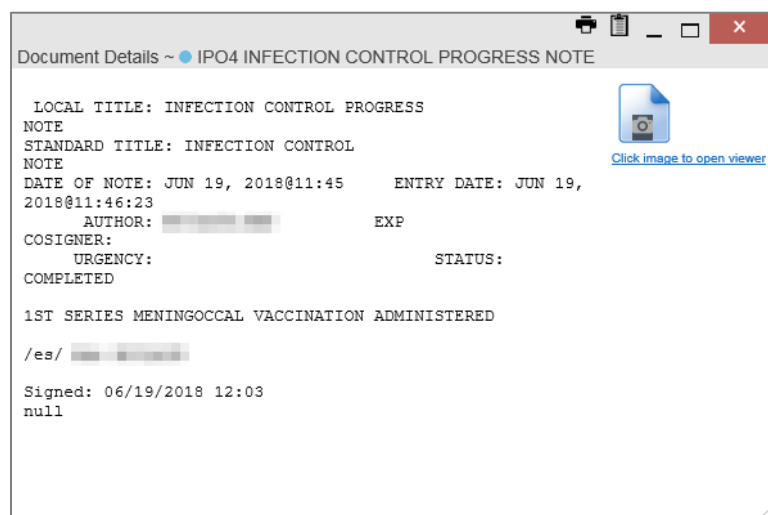 Document Details ~ IPO4 INFECTION CONTROL PROGRESS NOTE
LOCAL TITLE: INFECTION CONTROL PROGRESS
NOTE
STANDARD TITLE: INFECTION CONTROL
NOTE
DATE OF NOTE: JUN 19, 2018@11:45 ENTRY DATE: JUN 19,
2018@11:46:23
AUTHOR: EXP
COSIGNER:
URGENCY: STATUS:
COMPLETED
1ST SERIES MENINGOCCAL VACCINATION ADMINISTERED
/es/
Signed: 06/19/2018 12:03
null
Click image to open viewer